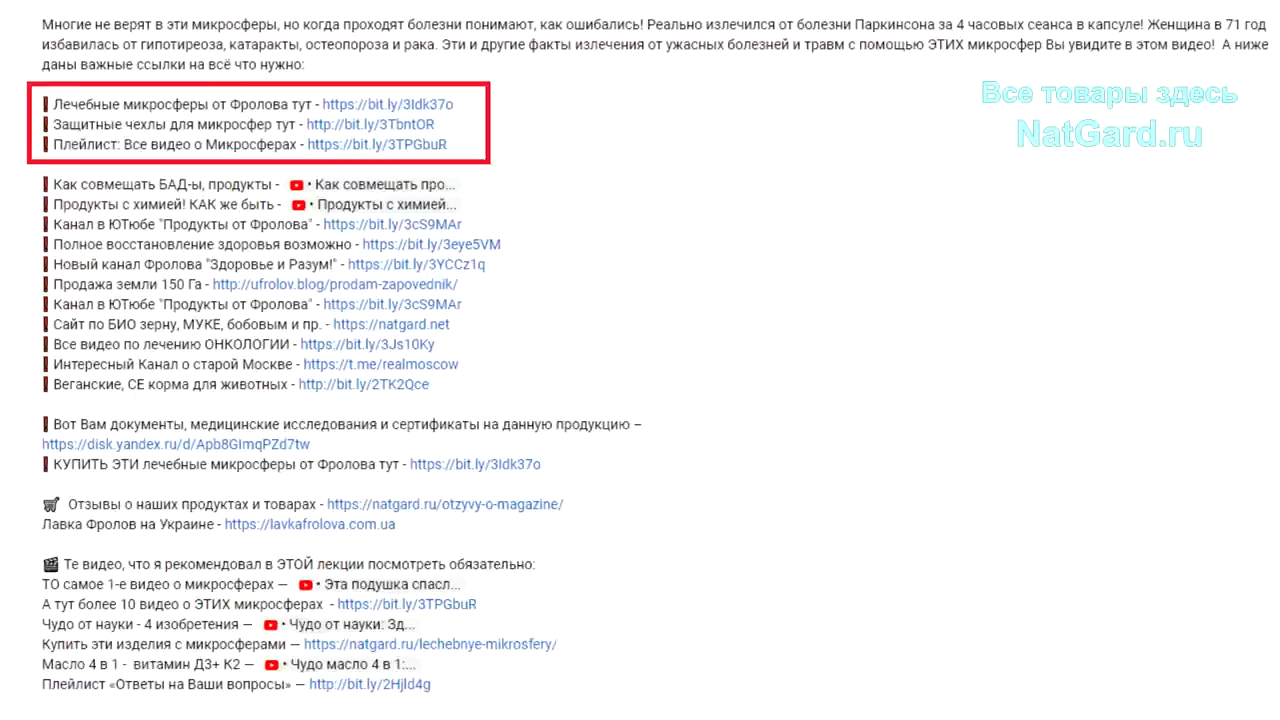 Многие не верят в эти микросферы, но когда проходят болезни понимают, как ошибались! Реально излечился от болезни Паркинсона за 4 часовых сеанса в капсуле! Женщина в 71 год
избавилась от гипотиреоза, катаракты, остеопороза и рака. Эти и другие факты излечения от ужасных болезней и травм с помощью ЭТИХ микросфер Вы увидите в этом видео! А ниже
даны важные ссылки на всё что нужно:
Все товары здесь
NatGard.ru
❗ Лечебные микросферы от Фролова тут - https://bit.ly/3Idk37o
❗ Защитные чехлы для микросфер тут - http://bit.ly/3TbntOR
❗ Плейлист: Все видео о Микросферах - https://bit.ly/3TPGbuR
❗ Как совмещать БАД-ы, продукты - • Как совмещать про...
❗ Продукты с химией! КАК же быть - • Продукты с химией...
❗ Канал в ЮТюбе "Продукты от Фролова" - https://bit.ly/3cS9MAr
❗ Полное восстановление здоровья возможно - https://bit.ly/3eye5VM
❗ Новый канал Фролова "Здоровье и Разум!" - https://bit.ly/3YCCz1q
❗ Продажа земли 150 Га - http://ufrolov.blog/prodam-zapovednik/
❗ Канал в ЮТюбе "Продукты от Фролова" - https://bit.ly/3cS9MAr
❗ Сайт по БИО зерну, МУКЕ, бобовым и пр. - https://natgard.net
❗ Все видео по лечению ОНКОЛОГИИ - https://bit.ly/3Js10Ky
❗ Интересный Канал о старой Москве - https://t.me/realmoscow
❗ Веганские, СЕ корма для животных - http://bit.ly/2TK2Qce
❗ Вот Вам документы, медицинские исследования и сертификаты на данную продукцию –
https://disk.yandex.ru/d/Apb8GImqPZd7tw
❗ КУПИТЬ ЭТИ лечебные микросферы от Фролова тут - https://bit.ly/3Idk37o
🛒 Отзывы о наших продуктах и товарах - https://natgard.ru/otzyvy-o-magazine/
Лавка Фролов на Украине - https://lavkafrolova.com.ua
🎬 Те видео, что я рекомендовал в ЭТОЙ лекции посмотреть обязательно:
ТО самое 1-е видео о микросферах — • Эта подушка спасл...
А тут более 10 видео о ЭТИХ микросферах - https://bit.ly/3TPGbuR
Чудо от науки - 4 изобретения — • Чудо от науки: Зд...
Купить эти изделия с микросферами — https://natgard.ru/lechebnye-mikrosfery/
Масло 4 в 1 - витамин Д3+ К2 — • Чудо масло 4 в 1:...
Плейлист «Ответы на Ваши вопросы» — http://bit.ly/2Hjld4g